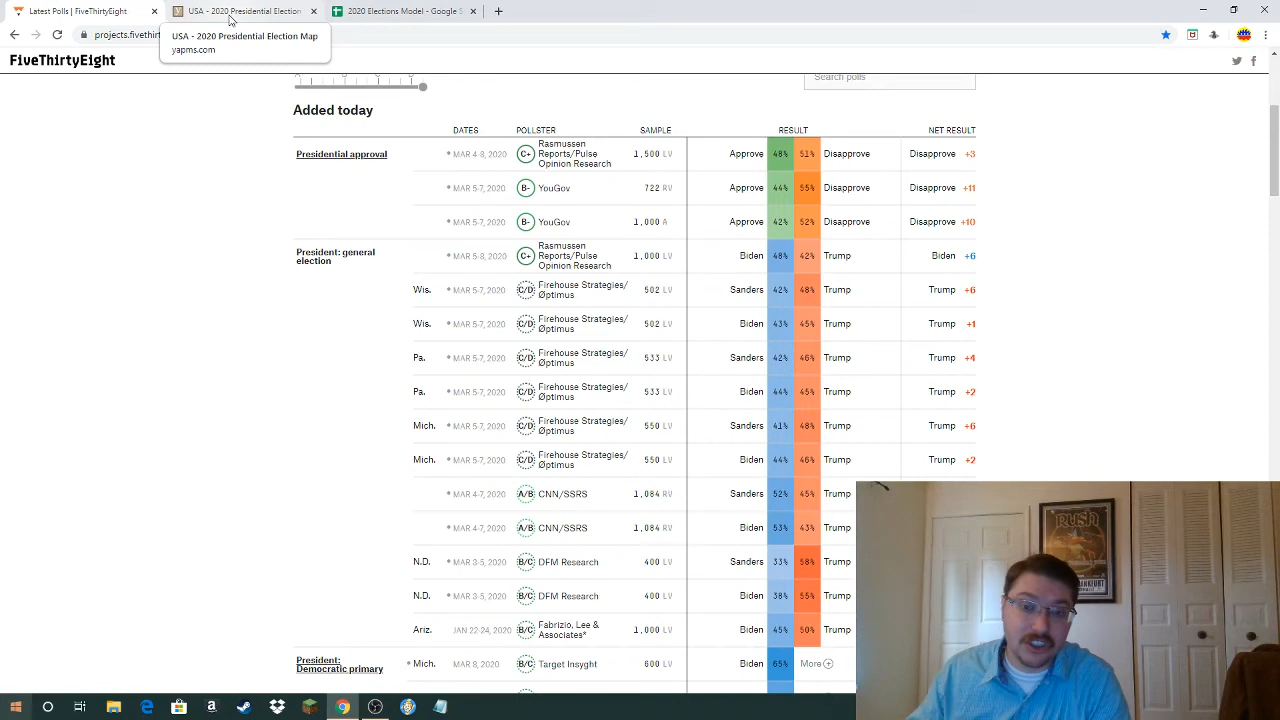 Latest Polls | FiveThirtyEight
USA - 2020 Presidential Election
2020 Elections Model - Google S
projects.fivethir
USA - 2020 Presidential Election Map
yapms.com
FiveThirtyEight
Search polls
Added today
DATES POLLSTER SAMPLE RESULT NET RESULT
Presidential approval • MAR 4-8, 2020 C+ Rasmussen Reports/Pulse Opinion Research 1,500 LV Approve 48% 51% Disapprove Disapprove +3
• MAR 5-7, 2020 B- YouGov 722 RV Approve 44% 55% Disapprove Disapprove +11
• MAR 5-7, 2020 B- YouGov 1,000 A Approve 42% 52% Disapprove Disapprove +10
President: general election • MAR 5-8, 2020 C+ Rasmussen Reports/Pulse Opinion Research 1,000 LV Biden 48% 42% Trump Biden +6
Wis. • MAR 5-7, 2020 C/D Firehouse Strategies/Øptimus 502 LV Sanders 42% 48% Trump Trump +6
Wis. • MAR 5-7, 2020 C/D Firehouse Strategies/Øptimus 502 LV Biden 43% 45% Trump Trump +1
Pa. • MAR 5-7, 2020 C/D Firehouse Strategies/Øptimus 533 LV Sanders 42% 46% Trump Trump +4
Pa. • MAR 5-7, 2020 C/D Firehouse Strategies/Øptimus 533 LV Biden 44% 45% Trump Trump +2
Mich. • MAR 5-7, 2020 C/D Firehouse Strategies/Øptimus 550 LV Sanders 41% 48% Trump Trump +6
Mich. • MAR 5-7, 2020 C/D Firehouse Strategies/Øptimus 550 LV Biden 44% 46% Trump Trump +2
• MAR 4-7, 2020 A/B CNN/SSRS 1,084 RV Sanders 52% 45% Trump
• MAR 4-7, 2020 A/B CNN/SSRS 1,084 RV Biden 53% 43% Trump
N.D. • MAR 3-5, 2020 B/C DFM Research 400 LV Sanders 33% 58% Trump
N.D. • MAR 3-5, 2020 B/C DFM Research 400 LV Biden 38% 55% Trump
Ariz. JAN 22-24, 2020 B/C Fabrizio, Lee & Associates* 1,000 LV Biden 45% 50% Trump
President: Democratic primary • Mich. MAR 8, 2020 B/C Target Insyght 600 LV Biden 65% More
RUSH